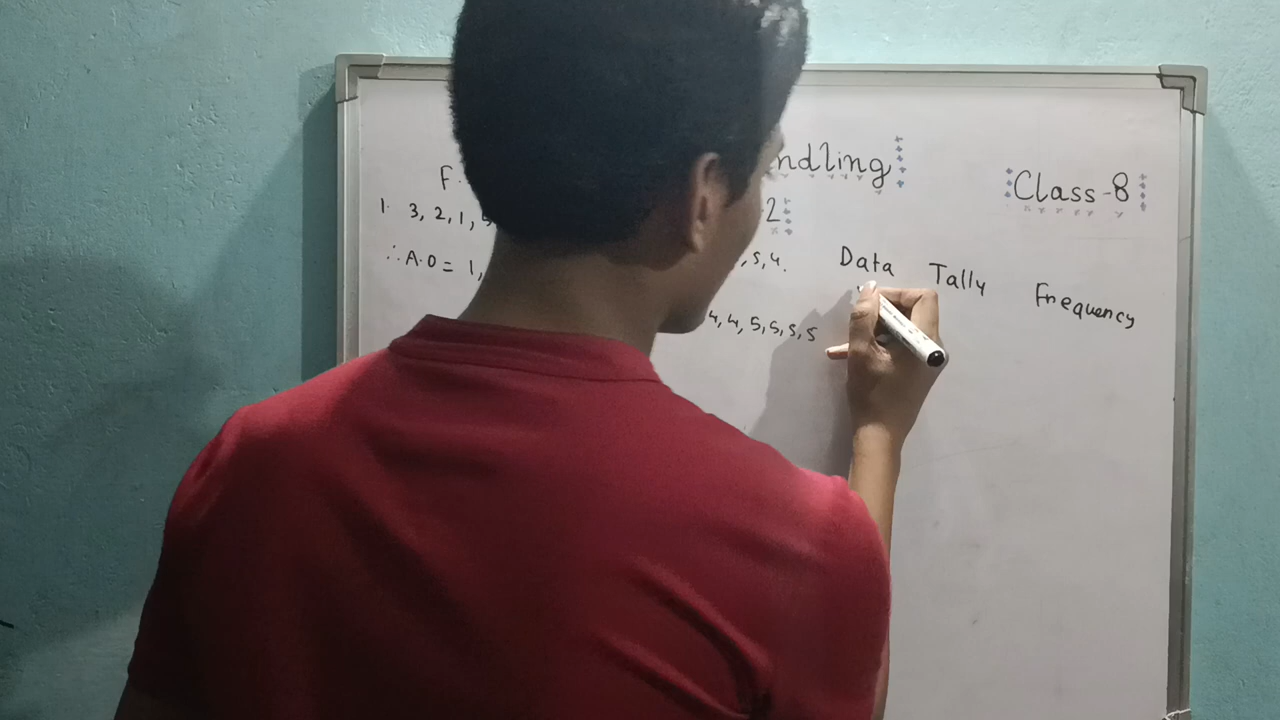 ndling
Class-8
F.
1. 3, 2, 1, 5
-2
∴ A.O = 1,
, 5, 4.
4, 4, 5, 5, 5, 5
Data Tally Frequency